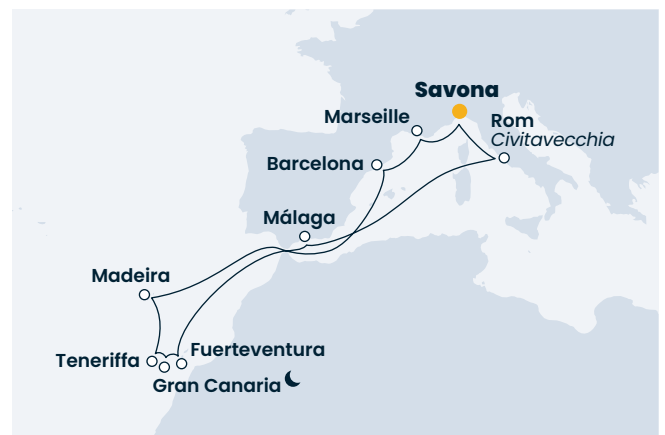 Savona
Marseille
Rom
Civitavecchia
Barcelona
Málaga
Madeira
Teneriffa
Fuerteventura
Gran Canaria